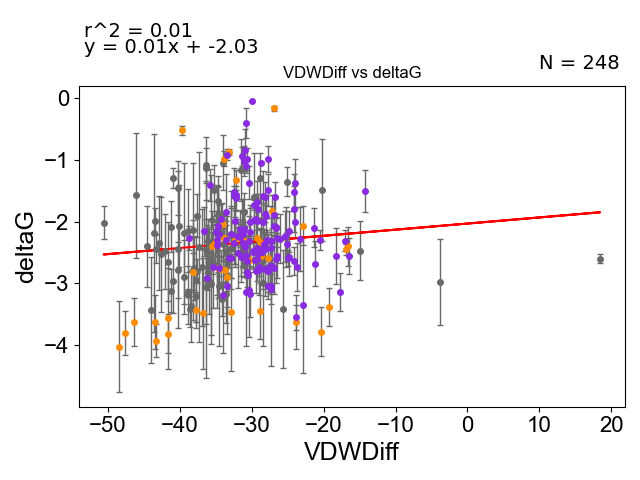 r^2 = 0.01
y = 0.01x + -2.03
N = 248
VDWDiff vs deltaG
deltaG
0
−1
−2
−3
−4
−50 −40 −30 −20 −10 0 10 20
VDWDiff